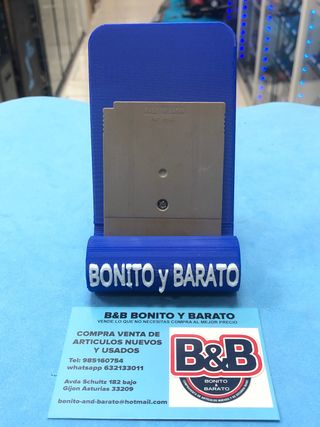 BONITO y BARATO
B&B BONITO Y BARATO
VENDE LO QUE NO NECESITAS COMPRA AL MEJOR PRECIO
COMPRA VENTA DE
ARTICULOS NUEVOS
Y USADOS
Tel: 985160754
whatsapp 632133011
Avda Schultz 182 bajo
Gijon Asturias 33209
benito-and-barato@hotmail.com
B&B
BONITO
& BARATO